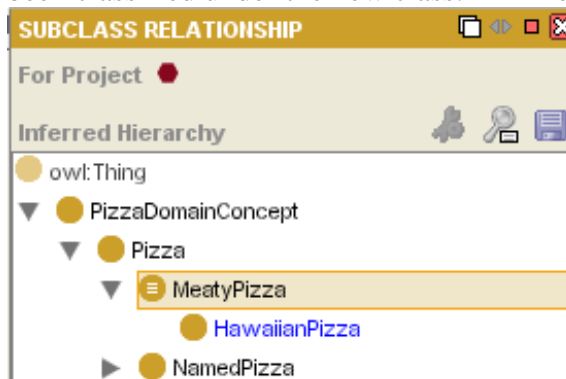 SUBCLASS RELATIONSHIP
For Project
Inferred Hierarchy
owl:Thing
PizzaDomainConcept
Pizza
MeatyPizza
HawaiianPizza
NamedPizza